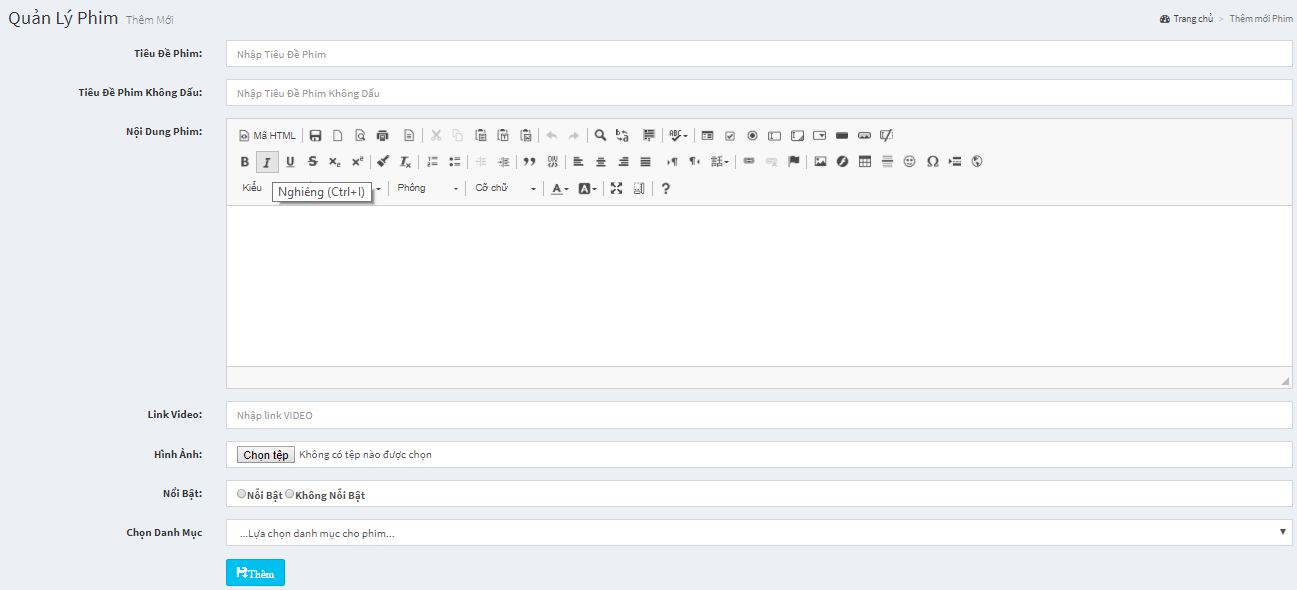 Quản Lý Phim Thêm Mới
Trang chủ > Thêm mới Phim
Tiêu Đề Phim: Nhập Tiêu Đề Phim
Tiêu Đề Phim Không Dấu: Nhập Tiêu Đề Phim Không Dấu
Nội Dung Phim: Mã HTML
Kiểu Nghiêng (Ctrl+I) Phông Cỡ chữ
Link Video: Nhập link VIDEO
Hình Ảnh: Chọn tệp Không có tệp nào được chọn
Nổi Bật: Nỗi Bật Không Nỗi Bật
Chọn Danh Mục ...Lựa chọn danh mục cho phim...
Thêm